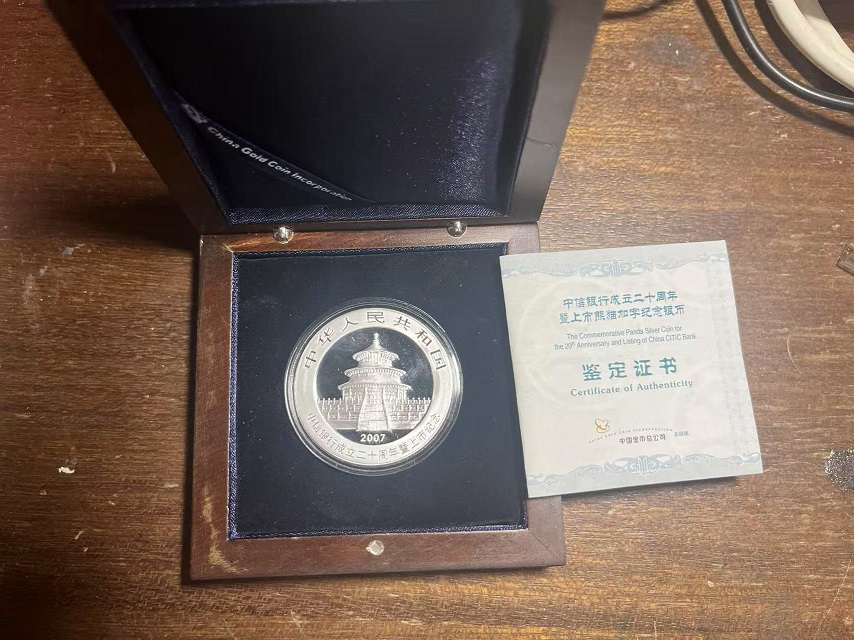 China Gold Coin Incorporation
中华人民共和国
2007
中信银行成立二十周年暨上市纪念
中信银行成立二十周年
暨上市熊猫加字纪念银币
The Commemorative Panda Silver Coin for
the 20th Anniversary and Listing of China CITIC Bank
鉴定证书
Certificate of Authenticity
CHINA GOLD COIN INCORPORATION
中国金币总公司